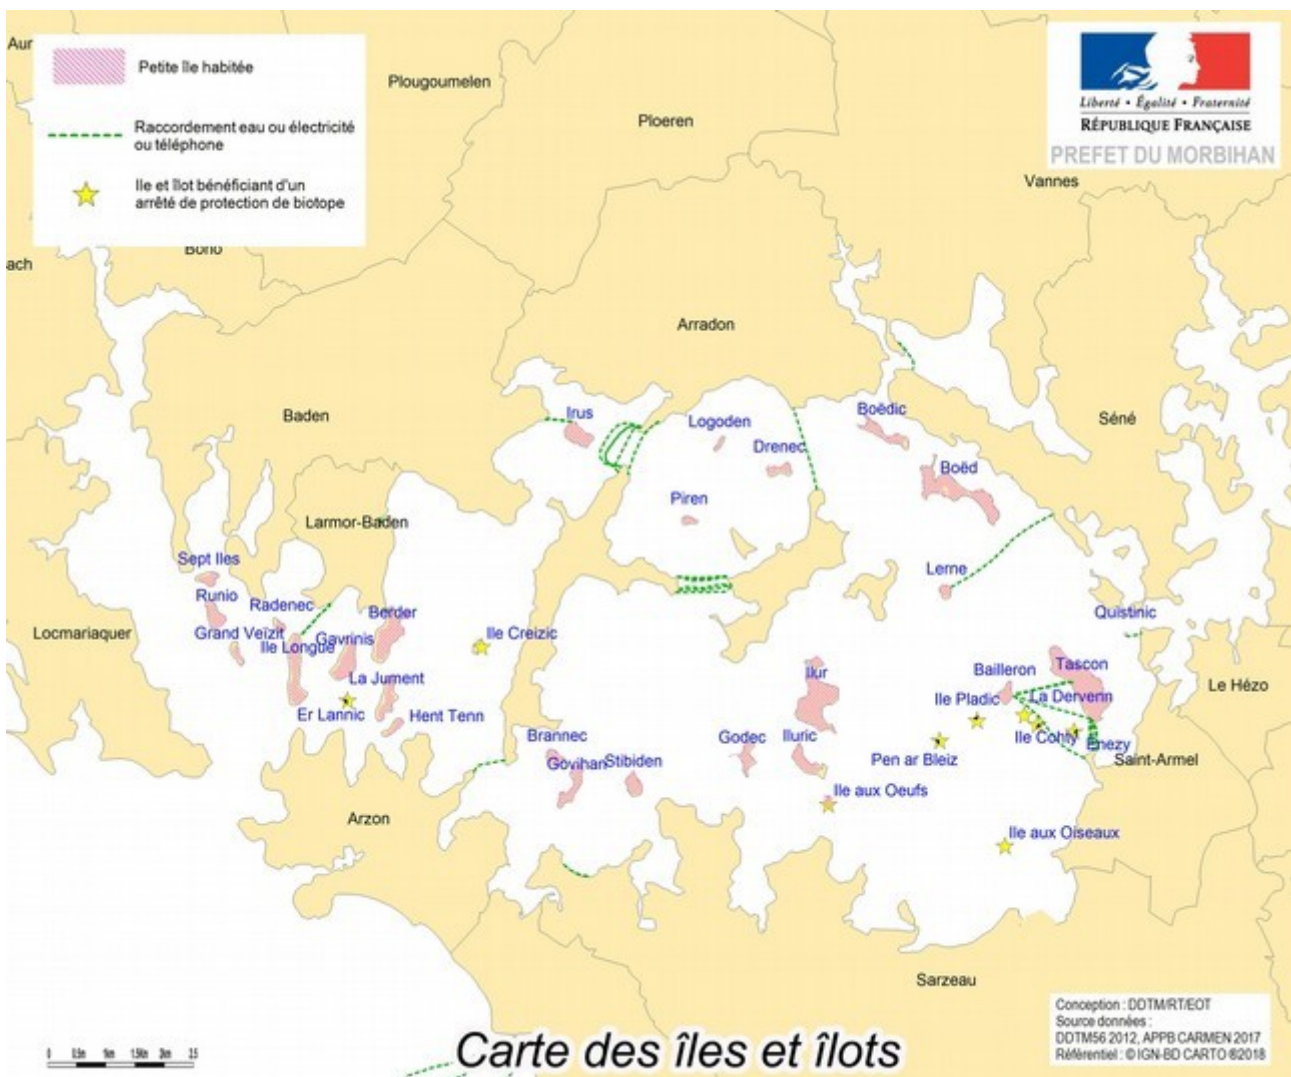 Aur
Petite île habitée
Plougoumelen
Raccordement eau ou électricité
ou téléphone
Ploeren
Liberté • Égalité • Fraternité
RÉPUBLIQUE FRANÇAISE
PREFET DU MORBIHAN
Ile et îlot bénéficiant d'un
arrêté de protection de biotope
Vannes
Bono
ach
Arradon
Baden
Irus
Logoden
Boëdic
Séné
Drenec
Boëd
Piren
Larmor-Baden
Sept Iles
Lerne
Runio
Radenec
Berder
Quistinic
Locmariaquer
Grand Veïzit
Ile Longue
Gavrinis
Ile Creizic
Ilur
Bailleron
Tascon
La Jument
Ile Pladic
La Dervenn
Le Hézo
Er Lannic
Hent Tenn
Brannec
Godec
Iluric
Ile Cohty
Enezy
Govihan
Stibiden
Pen ar Bleiz
Saint-Armel
Ile aux Oeufs
Arzon
Ile aux Oiseaux
Sarzeau
Conception : DDTM/RT/EOT
Source données :
DDTM56 2012, APPB CARMEN 2017
Référentiel : © IGN-BD CARTO ®2018
Carte des îles et îlots